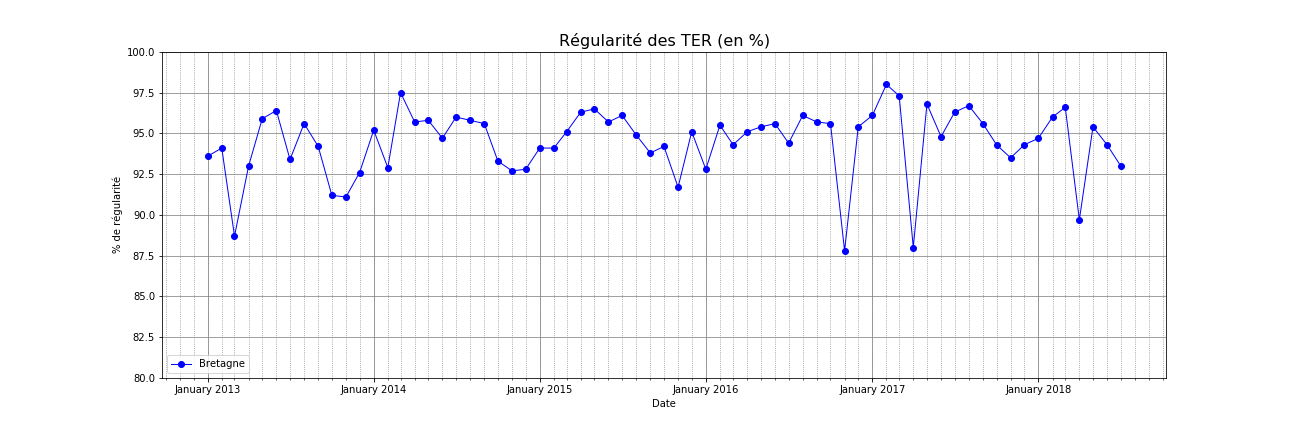 Régularité des TER (en %)
100.0
97.5
95.0
92.5
90.0
87.5
85.0
82.5
80.0
% de régularité
Bretagne
January 2013 January 2014 January 2015 January 2016 January 2017 January 2018
Date